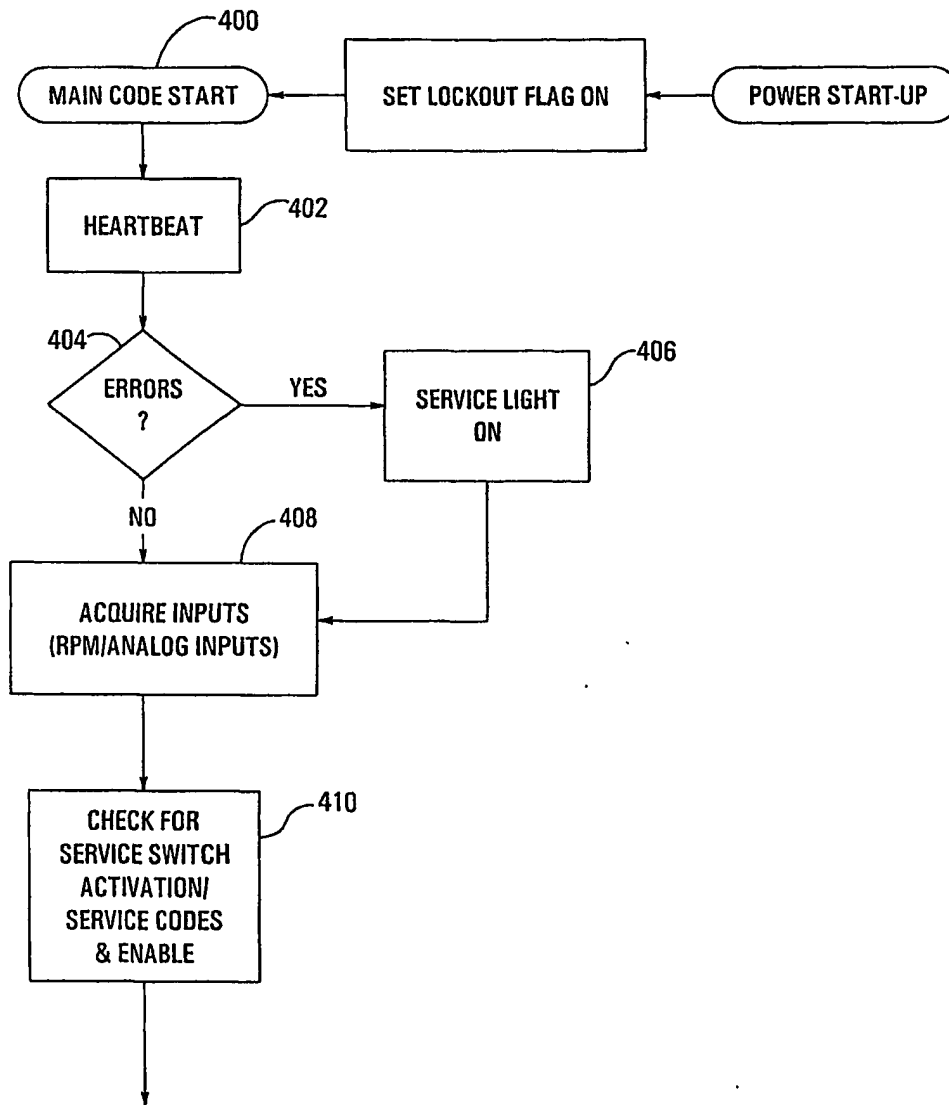 400
MAIN CODE START
SET LOCKOUT FLAG ON
POWER START-UP
HEARTBEAT
402
404
ERRORS
?
YES
406
SERVICE LIGHT
ON
NO
408
ACQUIRE INPUTS
(RPM/ANALOG INPUTS)
410
CHECK FOR
SERVICE SWITCH
ACTIVATION/
SERVICE CODES
& ENABLE